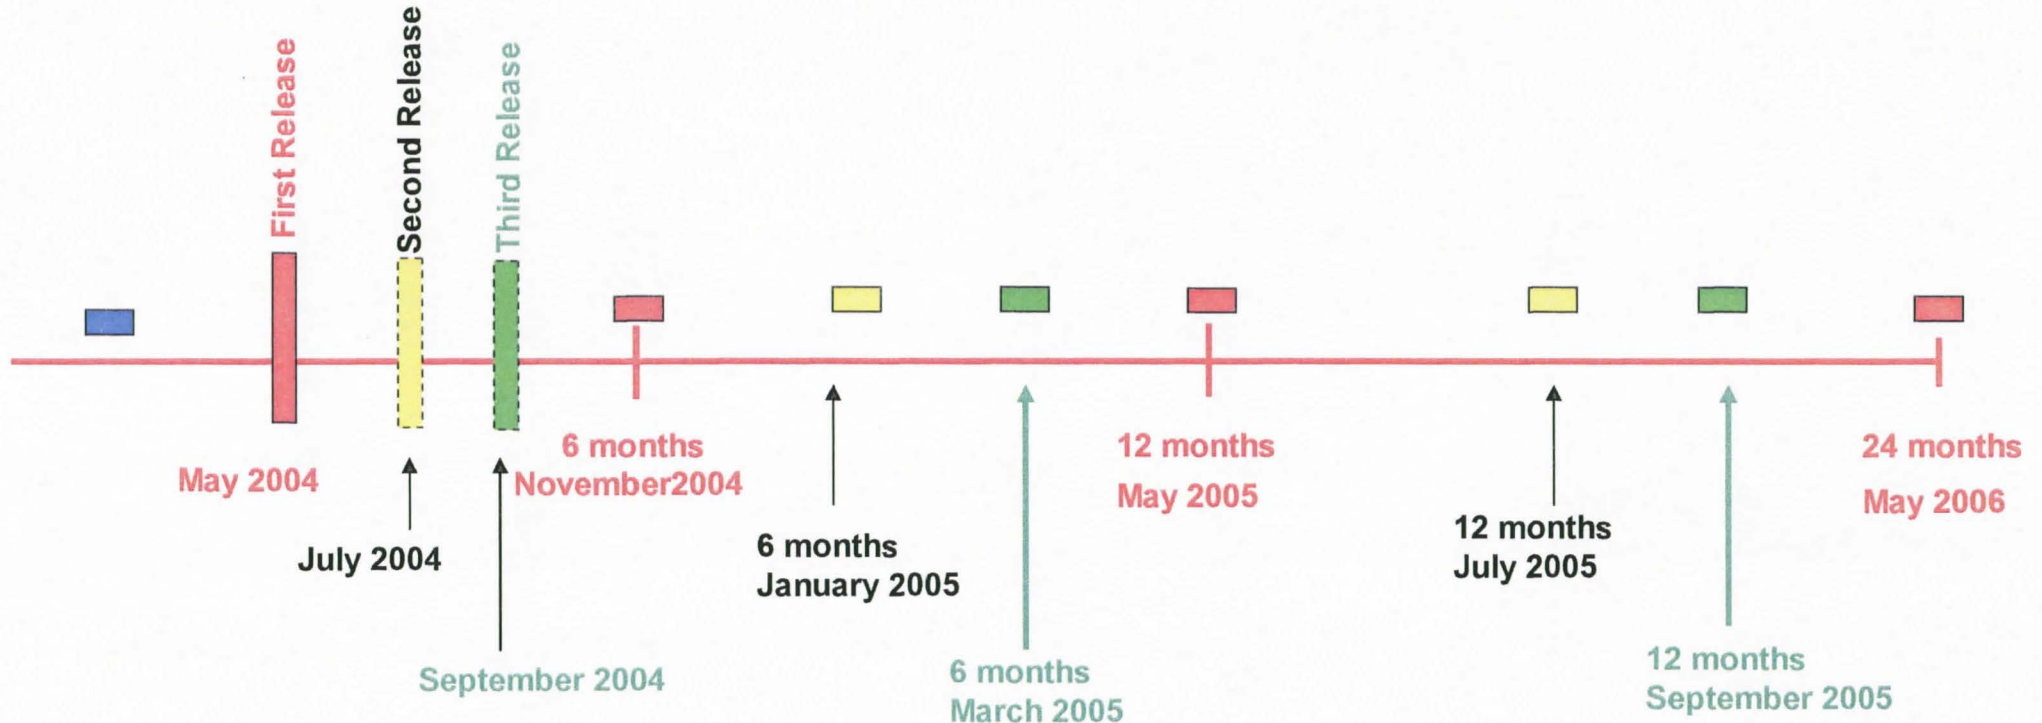 First Release
Second Release
Third Release
May 2004
July 2004
September 2004
6 months
November2004
6 months
January 2005
6 months
March 2005
12 months
May 2005
12 months
July 2005
12 months
September 2005
24 months
May 2006